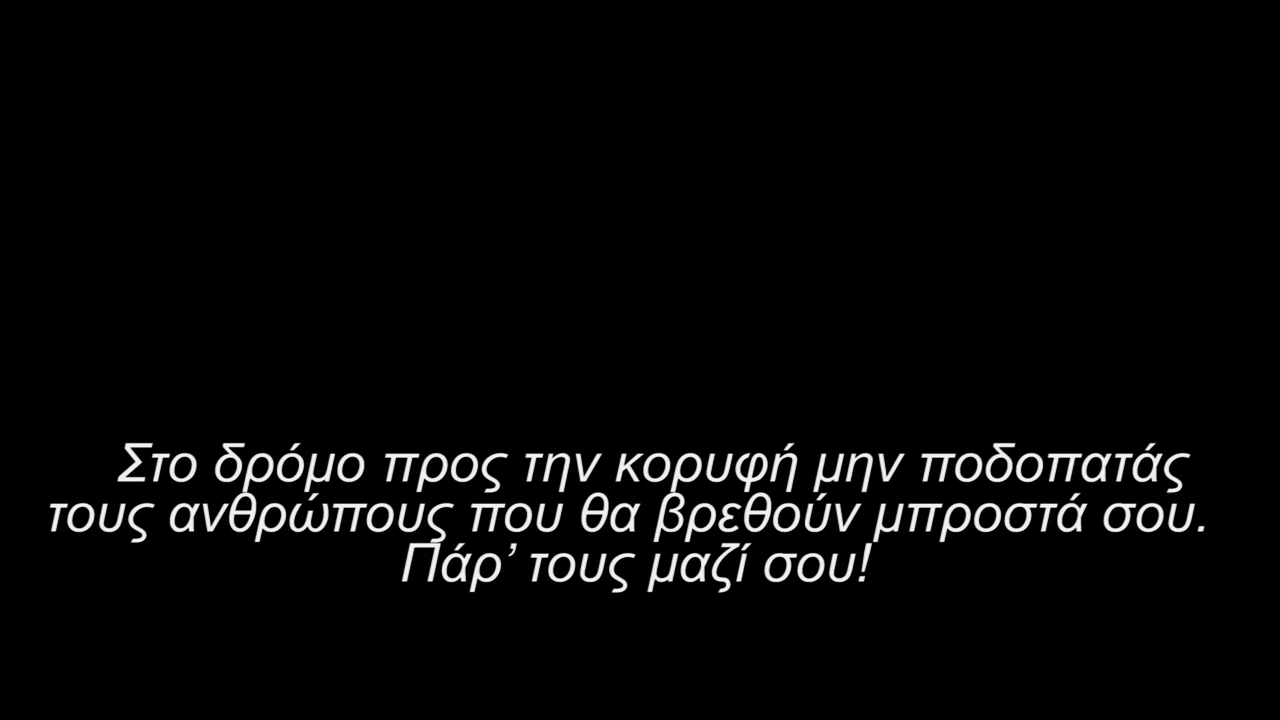 Στο δρόμο προς την κορυφή μην ποδοπατάς
τους ανθρώπους που θα βρεθούν μπροστά σου.
Πάρ’ τους μαζί σου!